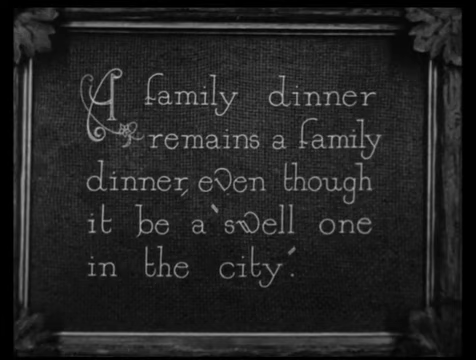 A family dinner
remains a family
dinner, even though
it be a 'swell one
in the city'.